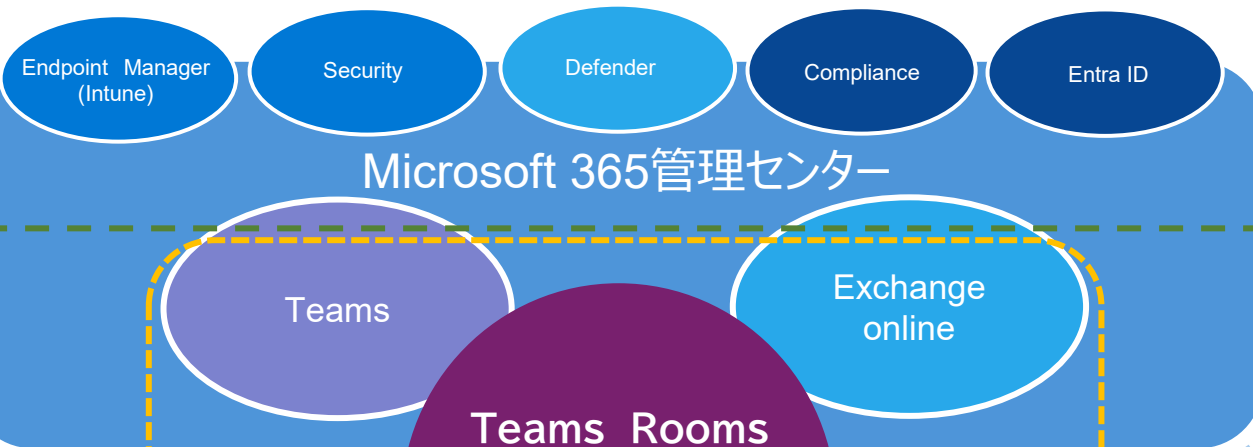 Endpoint Manager
(Intune)
Security
Defender
Compliance
Entra ID
Microsoft 365管理センター
Teams
Exchange
online
Teams Rooms